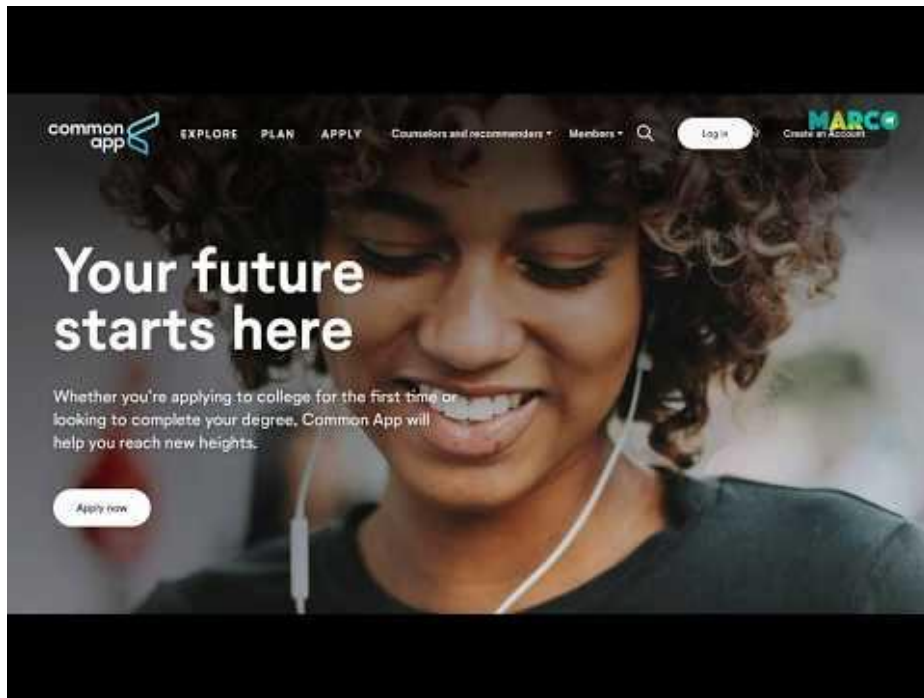 common
app
EXPLORE PLAN APPLY Counselors and recommenders Members Log in Create an Account
MARCO
Your future
starts here
Whether you're applying to college for the first time or
looking to complete your degree, Common App will
help you reach new heights.
Apply now